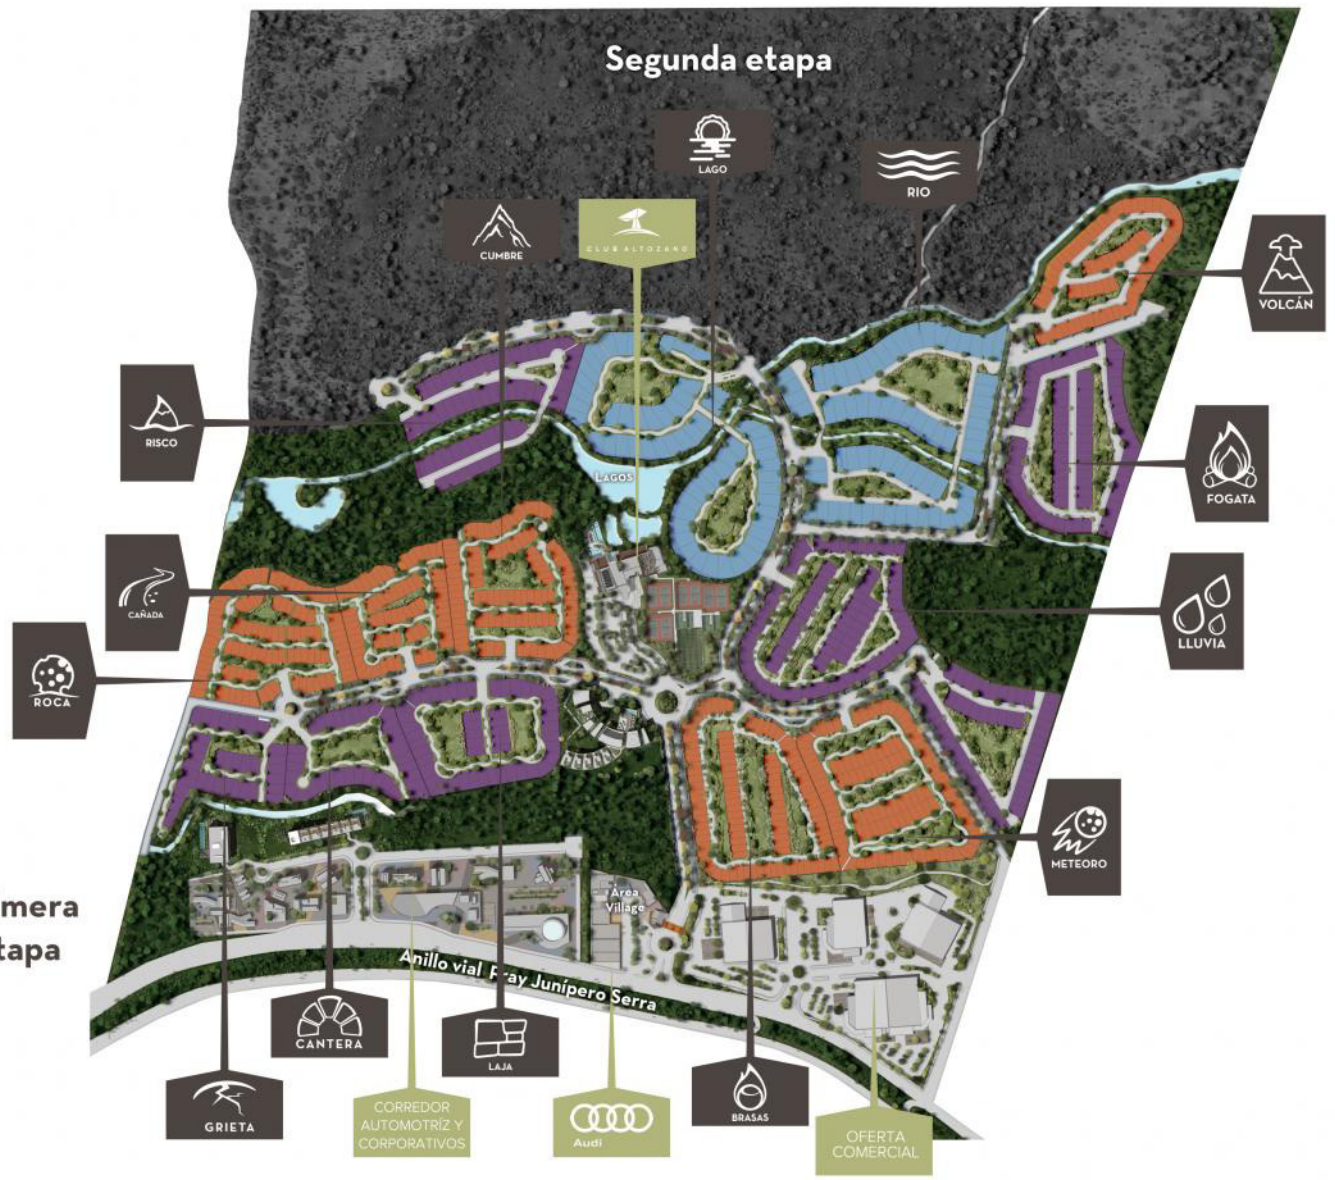 Segunda etapa
LAGO
RIO
CUMBRE
CLUB ALTOZANO
VOLCÁN
RISCO
LAGOS
FOGATA
CAÑADA
LLUVIA
ROCA
METEORO
mera
tapa
Área
Village
Anillo vial Fray Junípero Serra
CANTERA
LAJA
GRIETA
CORREDOR
AUTOMOTRÍZ Y
CORPORATIVOS
Audi
BRASAS
OFERTA
COMERCIAL